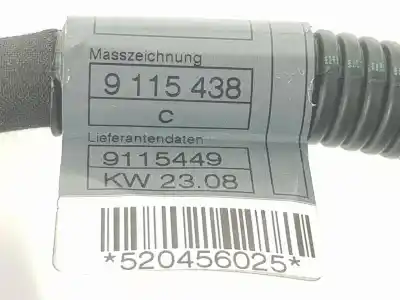 Masszeichnung
9 115 438
C
Lieferantendaten
9115449
KW 23.08
*520456025*